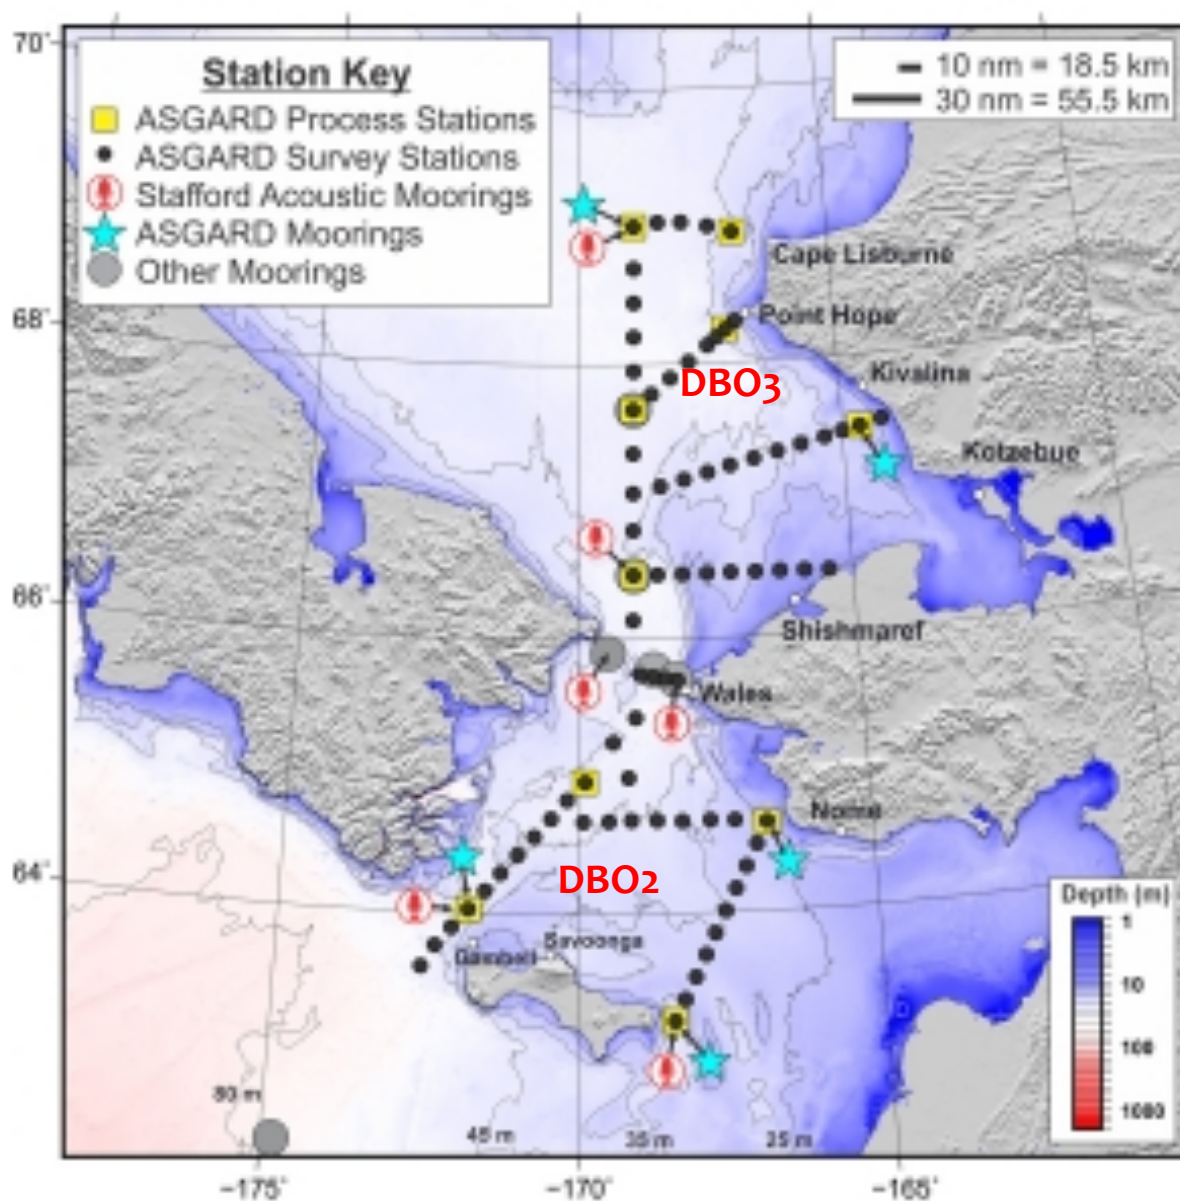 70°
Station Key
ASGARD Process Stations
ASGARD Survey Stations
Stafford Acoustic Moorings
ASGARD Moorings
Other Moorings
10 nm = 18.5 km
30 nm = 55.5 km
Cape Lisburne
68°
Point Hope
Kivalina
DBO3
Kotzebue
66°
Shishmaref
Wales
Nome
64°
DBO2
Depth (m)
1
10
100
1000
Savoonga
Gambell
80 m
45 m
35 m
25 m
-175°
-170°
-165°